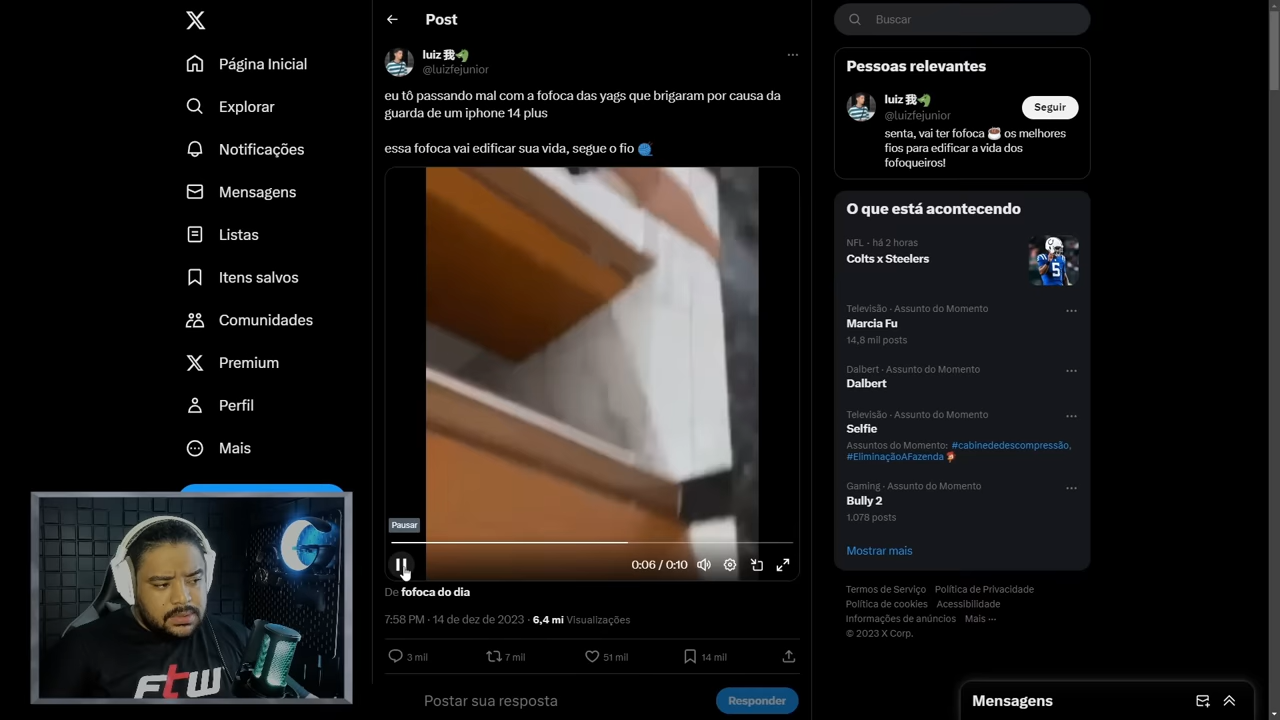 Página Inicial
Explorar
Notificações
Mensagens
Listas
Itens salvos
Comunidades
Premium
Perfil
Mais
FTW
Post
luiz 我
@luizfejunior
eu tô passando mal com a fofoca das yags que brigaram por causa da
guarda de um iphone 14 plus
essa fofoca vai edificar sua vida, segue o fio
Pausar
0:06 / 0:10
De fofoca do dia
7:58 PM · 14 de dez de 2023 · 6,4 mi Visualizações
3 mil
7 mil
51 mil
14 mil
Postar sua resposta
Responder
Buscar
Pessoas relevantes
luiz 我
@luizfejunior
Seguir
senta, vai ter fofoca ☕ os melhores
fios para edificar a vida dos
fofoqueiros!
O que está acontecendo
NFL · há 2 horas
Colts x Steelers
5
Televisão · Assunto do Momento
Marcia Fu
14,8 mil posts
Dalbert · Assunto do Momento
Dalbert
Televisão · Assunto do Momento
Selfie
Assuntos do Momento: #cabinededescompressão,
#EliminaçãoAFazenda
Gaming · Assunto do Momento
Bully 2
1.078 posts
Mostrar mais
Termos de Serviço Política de Privacidade
Política de cookies Acessibilidade
Informações de anúncios Mais ···
© 2023 X Corp.
Mensagens